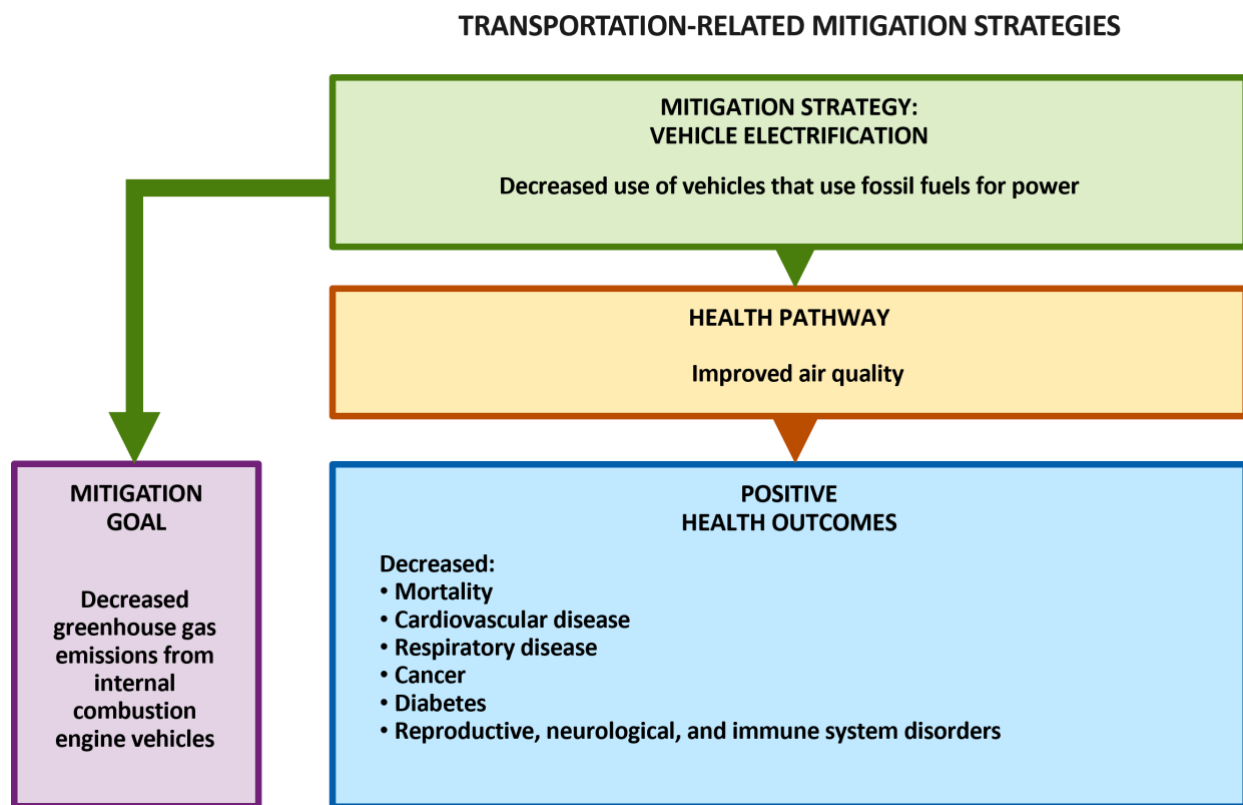 TRANSPORTATION-RELATED MITIGATION STRATEGIES
MITIGATION STRATEGY:
VEHICLE ELECTRIFICATION
Decreased use of vehicles that use fossil fuels for power
HEALTH PATHWAY
Improved air quality
MITIGATION
GOAL
Decreased
greenhouse gas
emissions from
internal
combustion
engine vehicles
POSITIVE
HEALTH OUTCOMES
Decreased:
• Mortality
• Cardiovascular disease
• Respiratory disease
• Cancer
• Diabetes
• Reproductive, neurological, and immune system disorders